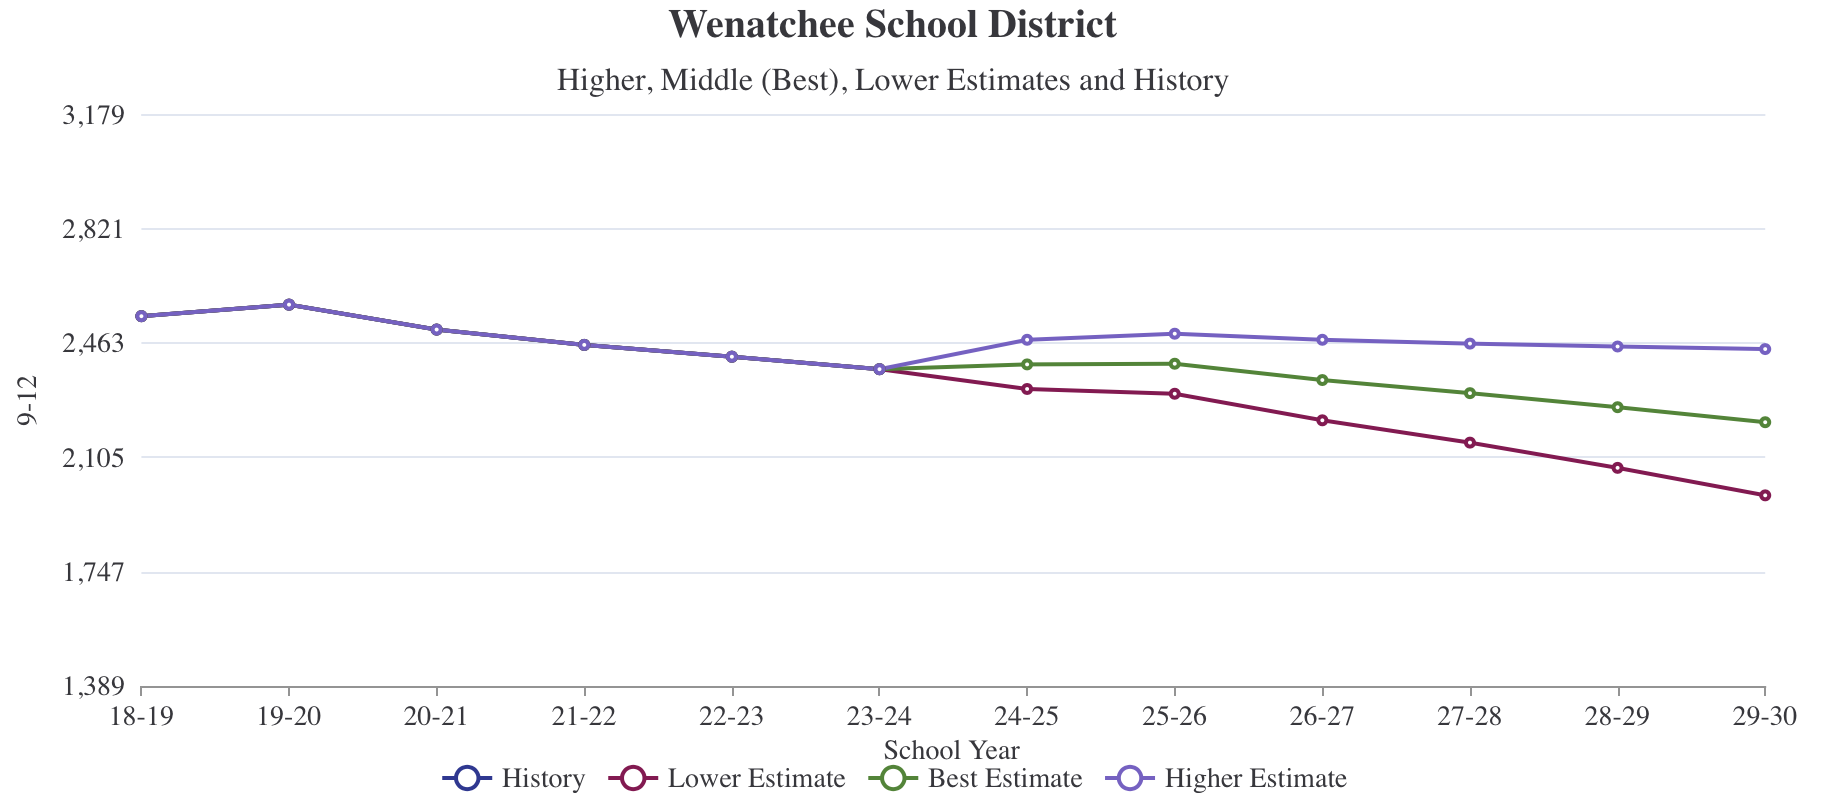 Wenatchee School District
Higher, Middle (Best), Lower Estimates and History
3,179
2,821
2,463
2,105
1,747
1,389
9-12
18-19 19-20 20-21 21-22 22-23 23-24 24-25 25-26 26-27 27-28 28-29 29-30
School Year
History Lower Estimate Best Estimate Higher Estimate